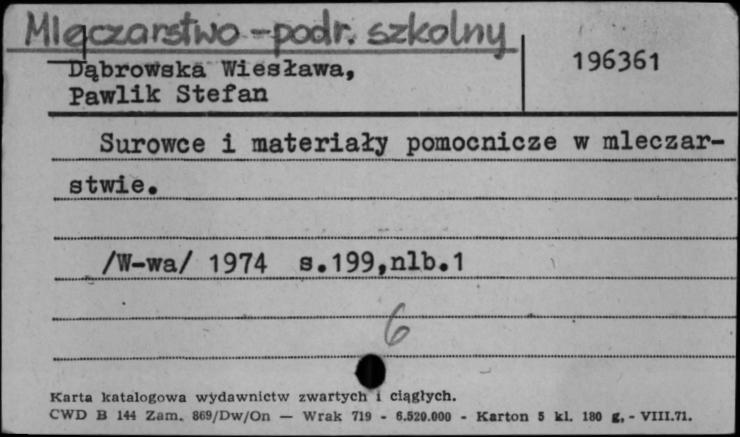 Mleczarstwo - podr. szkolny
Dąbrowska Wiesława,
Pawlik Stefan
196361
Surowce i materiały pomocnicze w mleczar-
stwie.
/W-wa/ 1974 s.199,nlb.1
6
Karta katalogowa wydawnictw zwartych i ciągłych.
CWD B 144 Zam. 869/Dw/On — Wrak 719 - 6.520.000 - Karton 5 kl. 180 g. - VIII.71.